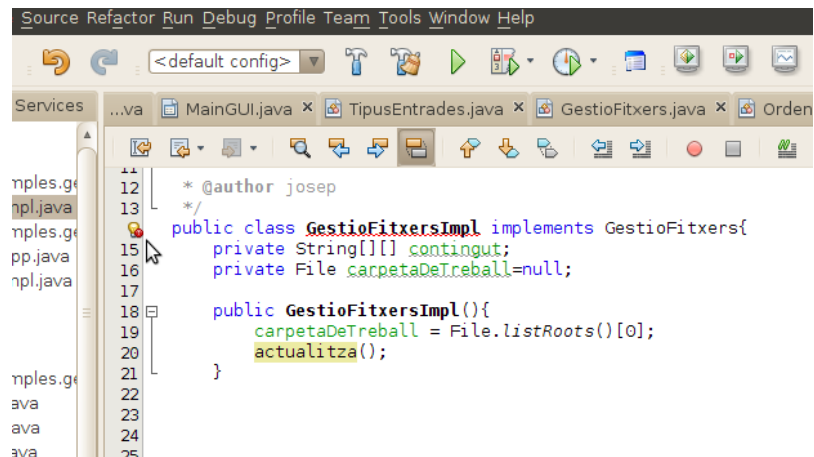 Source Refactor Run Debug Profile Team Tools Window Help
<default config>
Services ...va MainGUI.java × TipusEntrades.java × GestioFitxers.java × Orden
mples.ge
mpl.java
mples.ge
pp.java
mpl.java
mples.ge
ava
ava
ava
11
12 * @author josep
13 */
public class GestioFitxersImpl implements GestioFitxers{
15 private String[][] contingut;
16 private File carpetaDeTreball=null;
17
18 public GestioFitxersImpl(){
19 carpetaDeTreball = File.listRoots()[0];
20 actualitza();
21 }
22
23
24
25